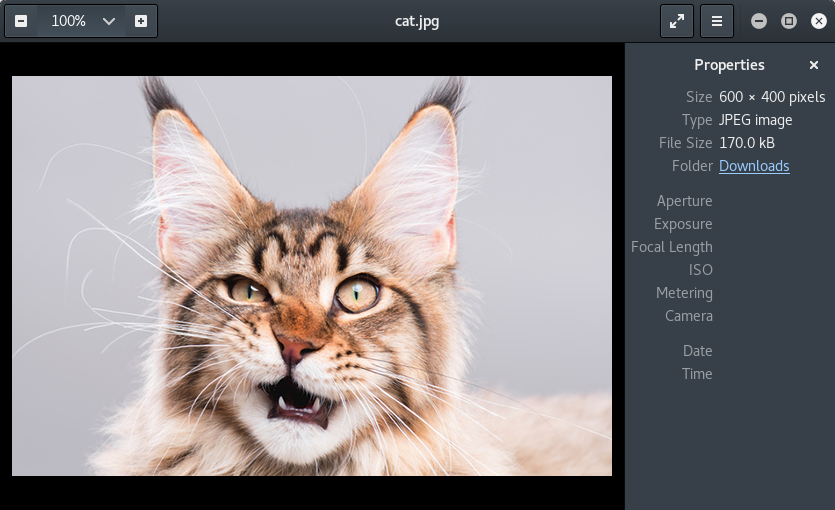 100%
cat.jpg
Properties
Size 600 × 400 pixels
Type JPEG image
File Size 170.0 kB
Folder Downloads
Aperture
Exposure
Focal Length
ISO
Metering
Camera
Date
Time